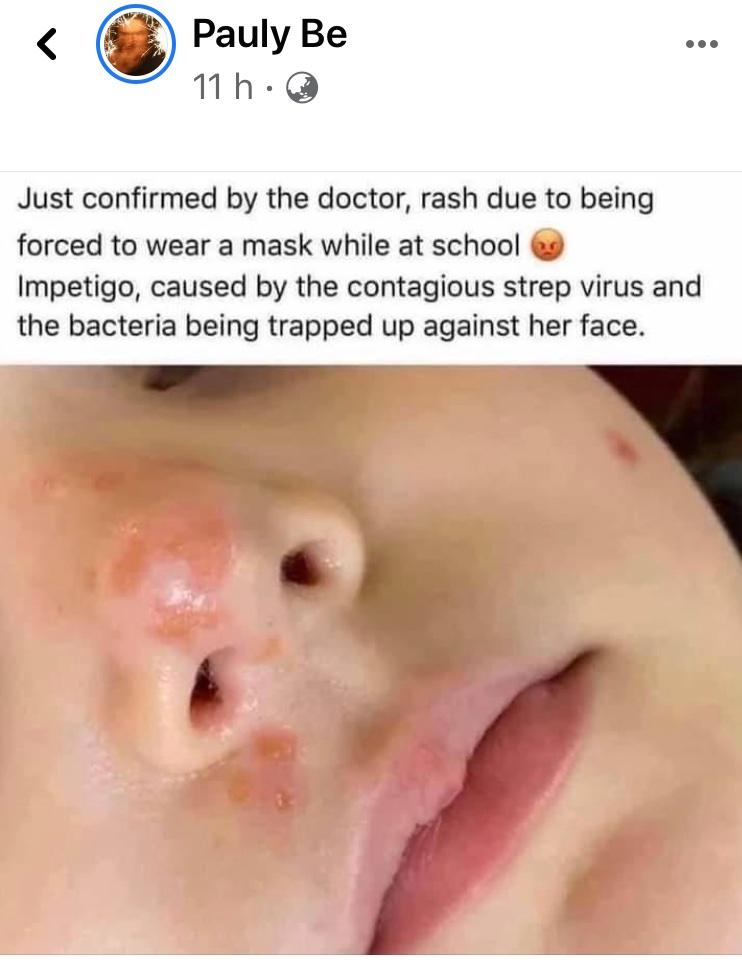 Pauly Be
11 h ·
Just confirmed by the doctor, rash due to being
forced to wear a mask while at school 😡
Impetigo, caused by the contagious strep virus and
the bacteria being trapped up against her face.